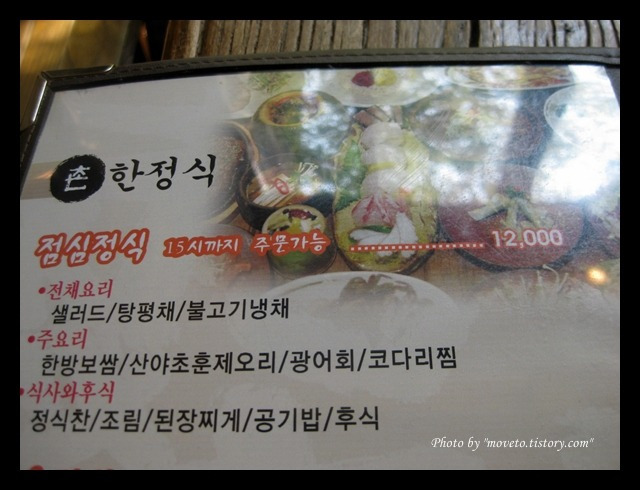 촌 한정식
점심정식 15시까지 주문가능 12,000
•전채요리
샐러드/탕평채/불고기냉채
•주요리
한방보쌈/산야초훈제오리/광어회/코다리찜
•식사와후식
정식찬/조림/된장찌게/공기밥/후식
Photo by "moveto.tistory.com"